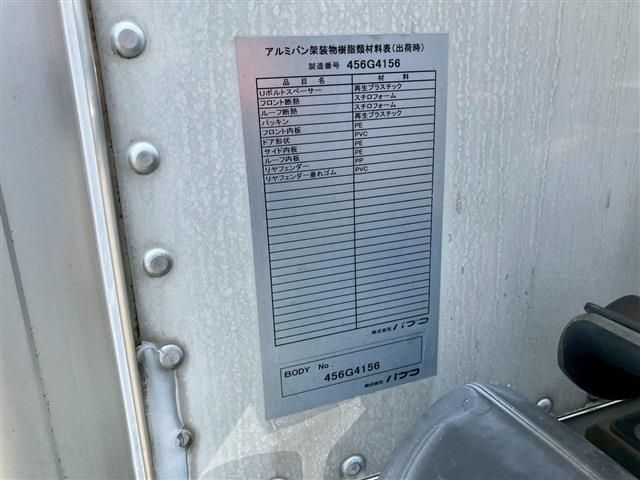 アルミバン架装物樹脂類材料表(出荷時)
製造番号 456G4156
品目名 材料
Uボルトスペーサー 再生プラスチック
フロント断熱 スチロフォーム
ルーフ断熱 スチロフォーム
パッキン 再生プラスチック
フロント内板 PE
ドア形状 PVC
サイド内板 PE
ルーフ内板 PE
リヤフェンダー PP
リヤフェンダー垂れゴム PVC
株式会社 パブコ
BODY No. 456G4156
株式会社 パブコ